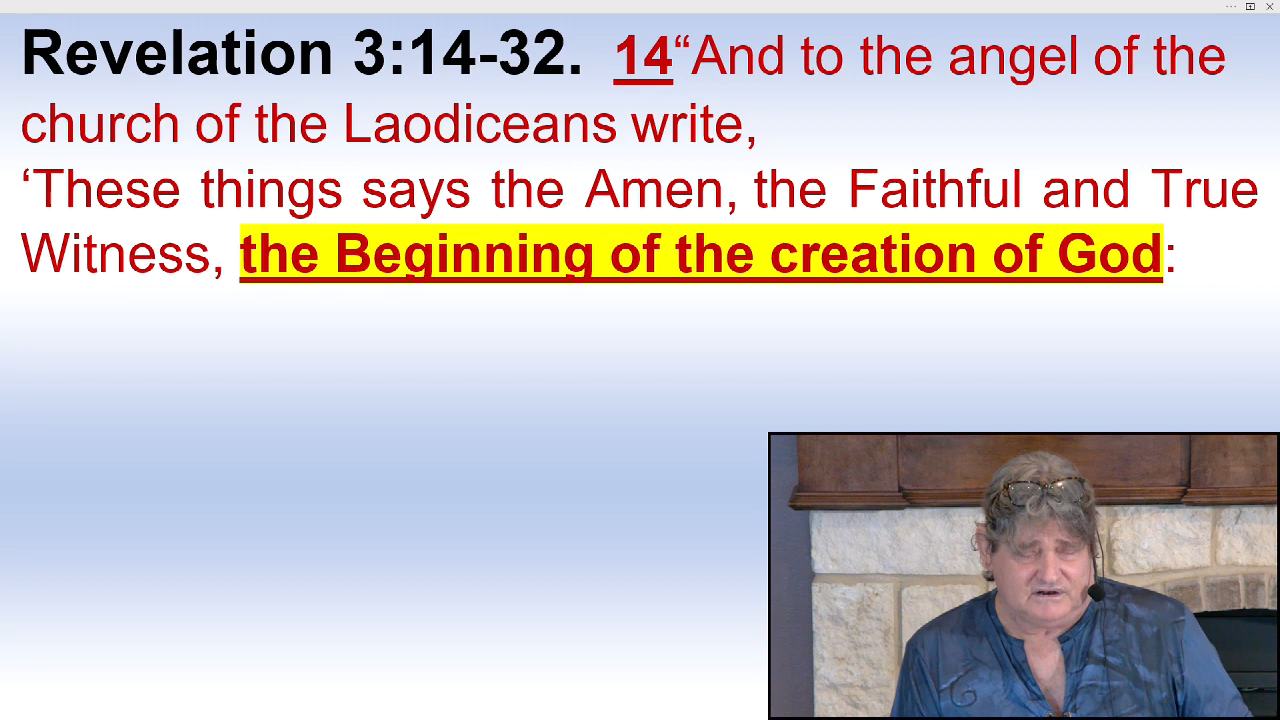 Revelation 3:14-32. 14“And to the angel of the
church of the Laodiceans write,
‘These things says the Amen, the Faithful and True
Witness, the Beginning of the creation of God: